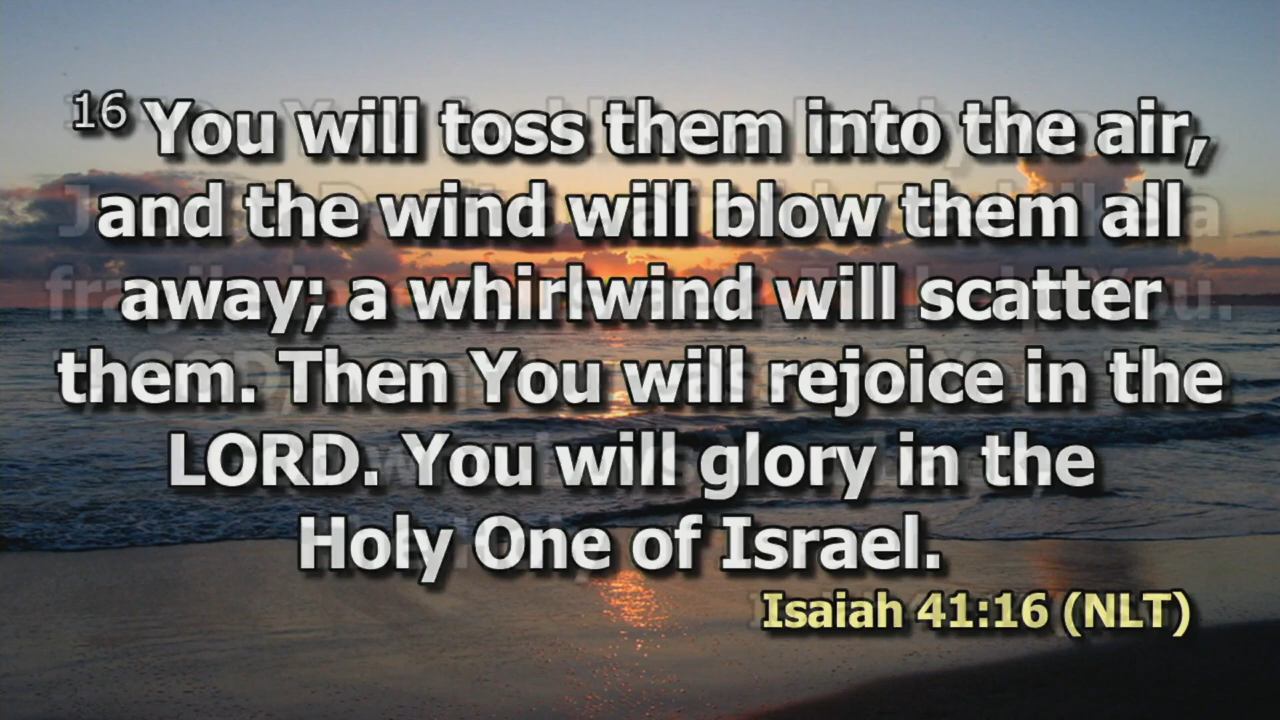 16 You will toss them into the air,
and the wind will blow them all
away; a whirlwind will scatter
them. Then You will rejoice in the
LORD. You will glory in the
Holy One of Israel.
Isaiah 41:16 (NLT)